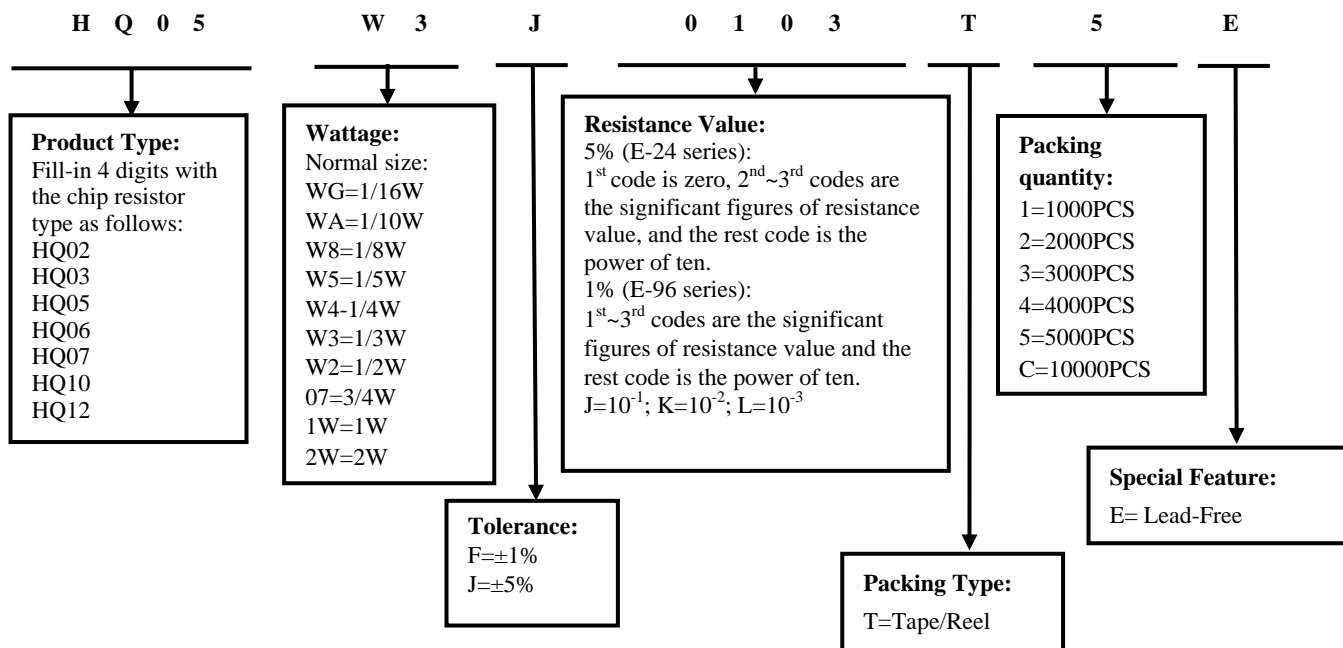 H Q 0 5 W 3 J 0 1 0 3 T 5 E
Product Type:
Fill-in 4 digits with
the chip resistor
type as follows:
HQ02
HQ03
HQ05
HQ06
HQ07
HQ10
HQ12
Wattage:
Normal size:
WG=1/16W
WA=1/10W
W8=1/8W
W5=1/5W
W4-1/4W
W3=1/3W
W2=1/2W
07=3/4W
1W=1W
2W=2W
Tolerance:
F=±1%
J=±5%
Resistance Value:
5% (E-24 series):
1st code is zero, 2nd~3rd codes are
the significant figures of resistance
value, and the rest code is the
power of ten.
1% (E-96 series):
1st~3rd codes are the significant
figures of resistance value and the
rest code is the power of ten.
J=10-1; K=10-2; L=10-3
Packing Type:
T=Tape/Reel
Packing
quantity:
1=1000PCS
2=2000PCS
3=3000PCS
4=4000PCS
5=5000PCS
C=10000PCS
Special Feature:
E= Lead-Free